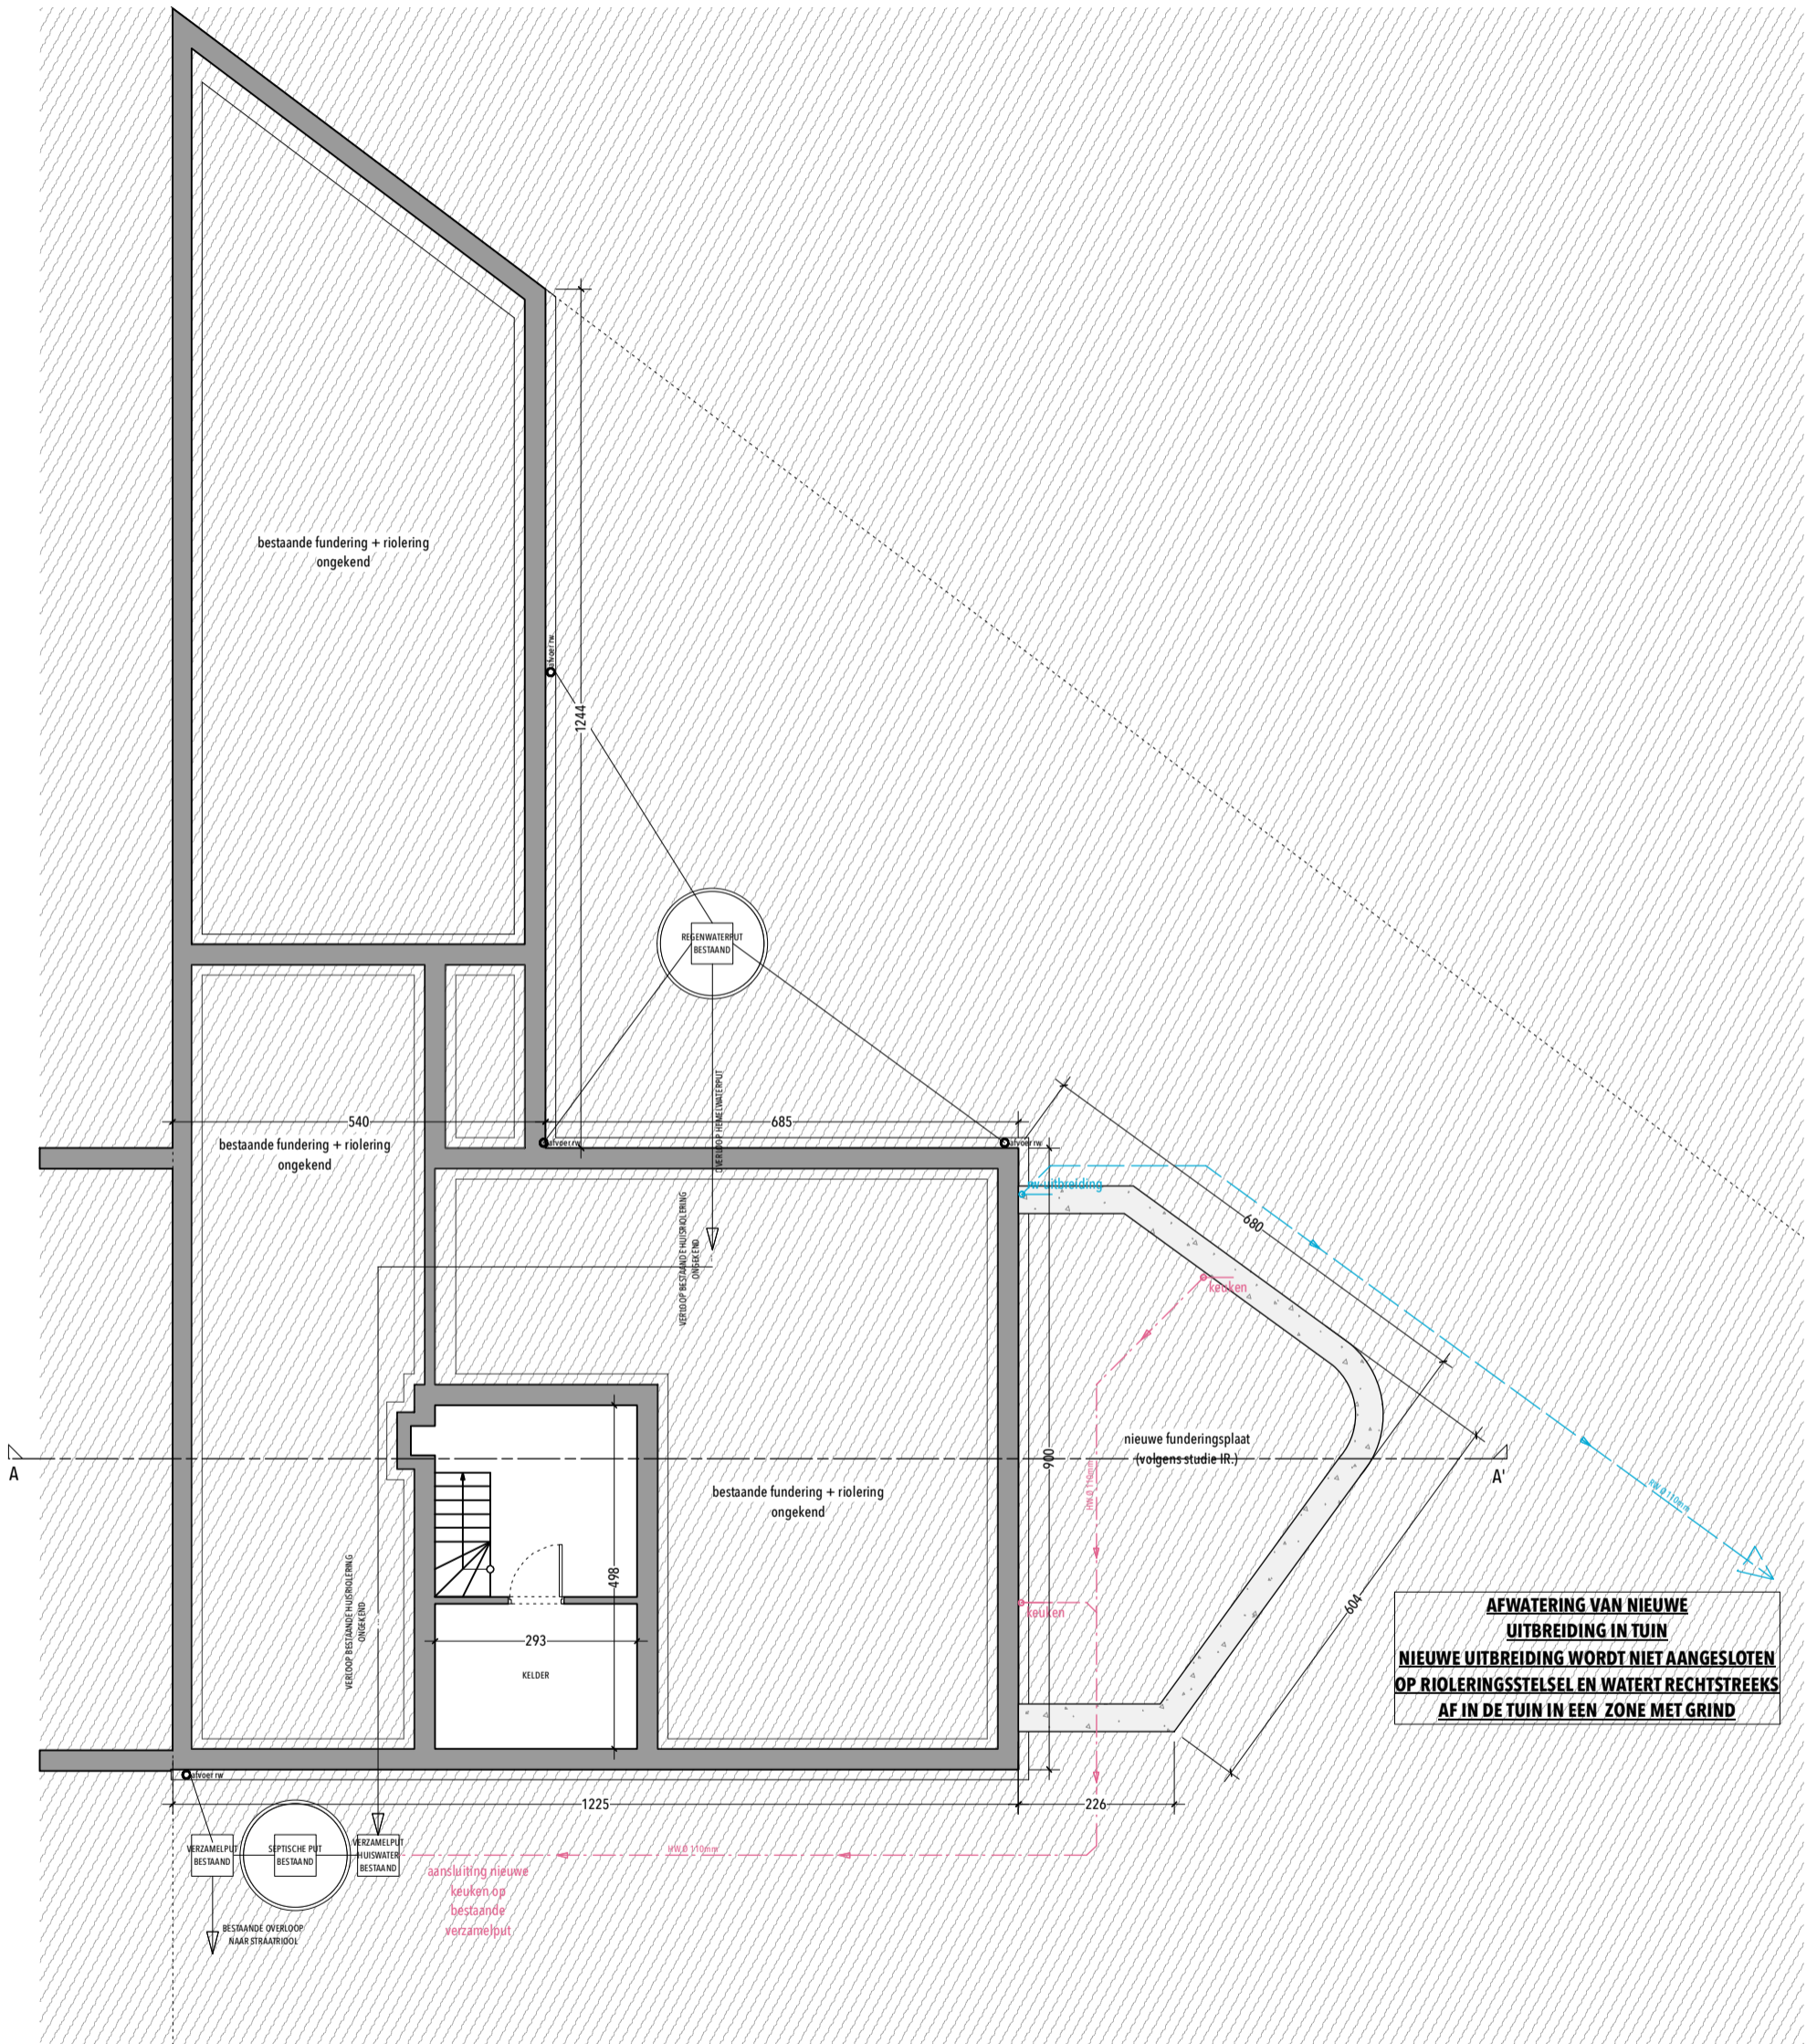 bestaande fundering + riolering
ongekend
afvoer rw
1244
REGENWATERPUT
BESTAAND
OVERLOOP HEMELWATERPUT
540
685
bestaande fundering + riolering
ongekend
afvoer rw
afvoer rw
rw uitbreiding
680
VERLOOP BESTAANDE HUISRIOLERING
ONGEKEND
keuken
nieuwe funderingsplaat
(volgens studie IR.)
900
A
A'
HW Ø 110mm
RW Ø 110mm
bestaande fundering + riolering
ongekend
498
VERLOOP BESTAANDE HUISRIOLERING
ONGEKEND
keuken
604
293
KELDER
AFWATERING VAN NIEUWE
UITBREIDING IN TUIN
NIEUWE UITBREIDING WORDT NIET AANGESLOTEN
OP RIOLERINGSSTELSEL EN WATERT RECHTSTREEKS
AF IN DE TUIN IN EEN ZONE MET GRIND
afvoer rw
1225
226
VERZAMELPUT
BESTAAND
SEPTISCHE PUT
BESTAAND
VERZAMELPUT
HUISWATER
BESTAAND
HW Ø 110mm
aansluiting nieuwe
keuken op
bestaande
verzamelput
BESTAANDE OVERLOOP
NAAR STRAATRIOOL